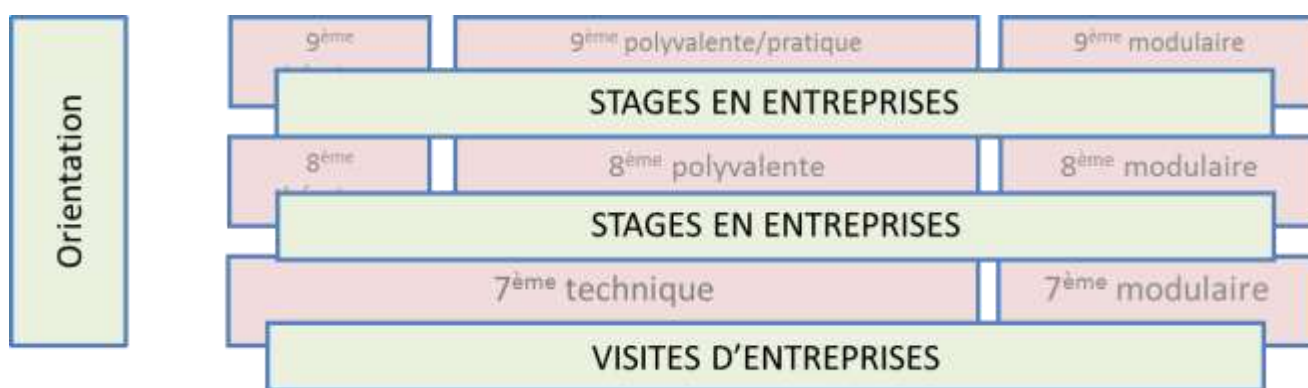 Orientation
9ème
9ème polyvalente/pratique
9ème modulaire
STAGES EN ENTREPRISES
8ème
8ème polyvalente
8ème modulaire
STAGES EN ENTREPRISES
7ème technique
7ème modulaire
VISITES D’ENTREPRISES